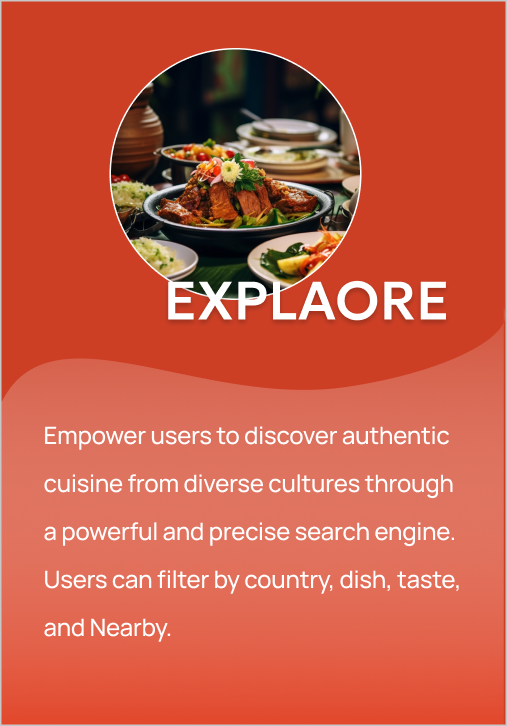 EXPLAORE
Empower users to discover authentic
cuisine from diverse cultures through
a powerful and precise search engine.
Users can filter by country, dish, taste,
and Nearby.